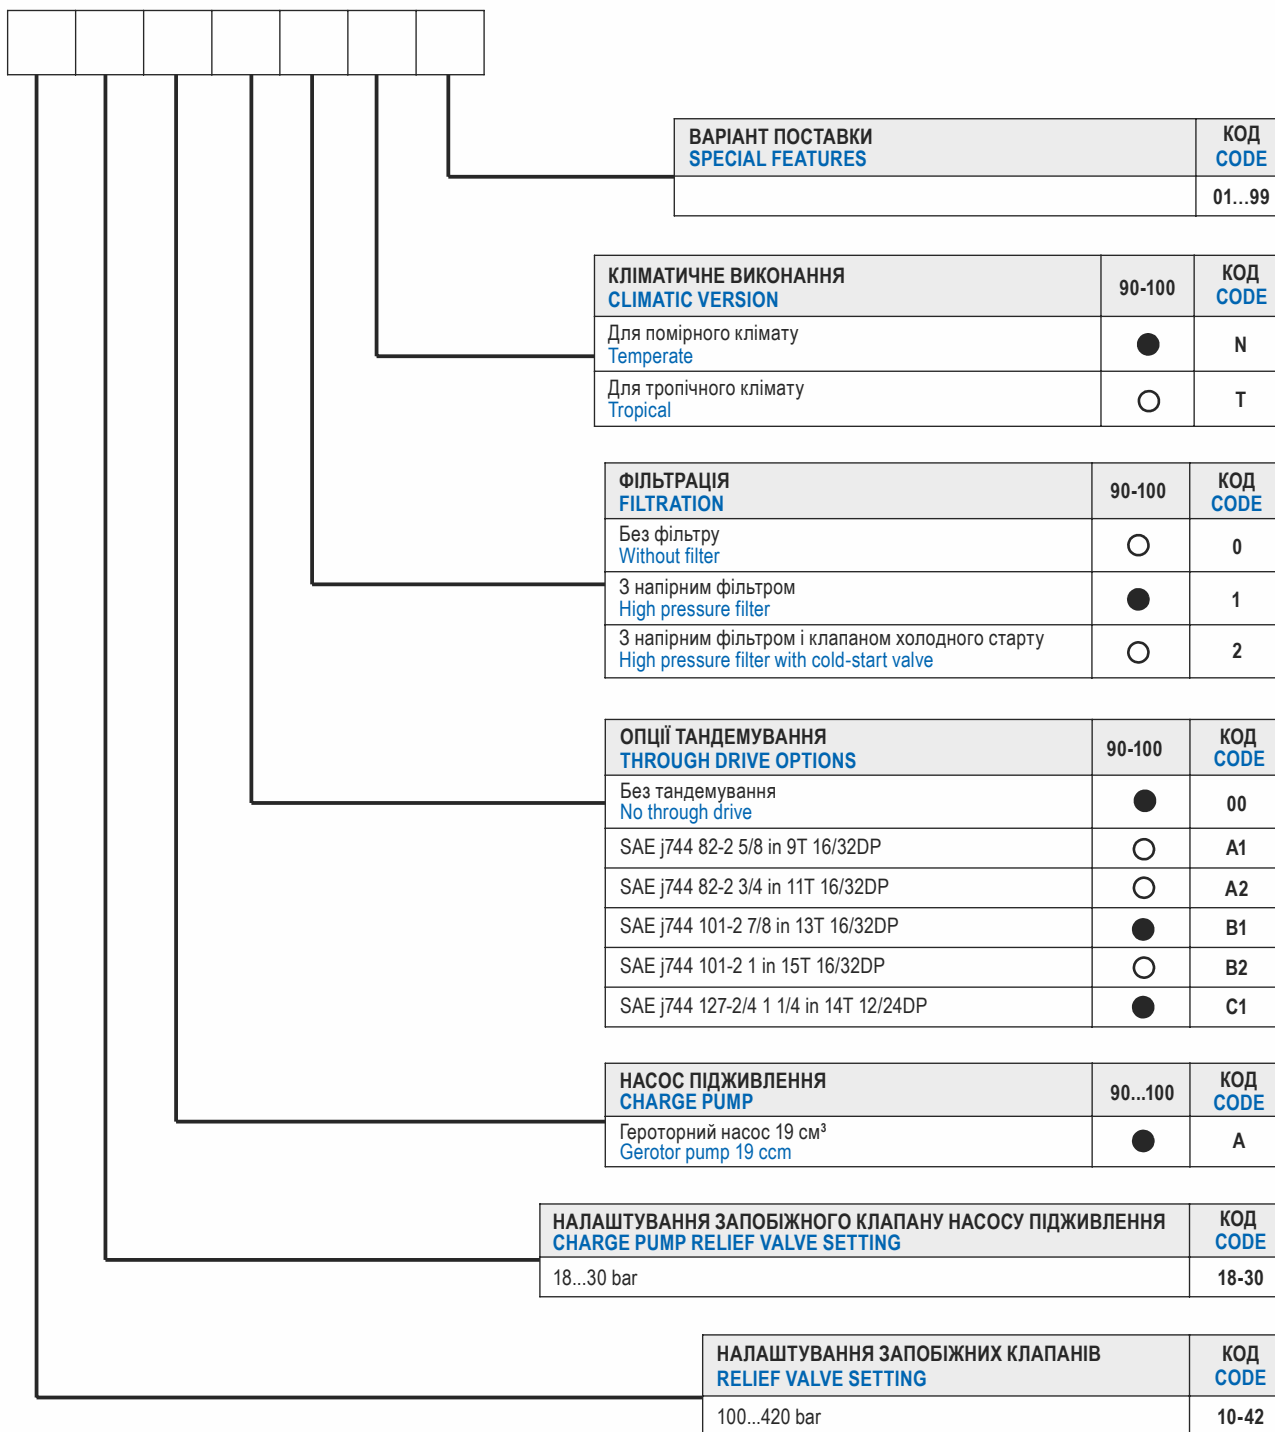 ВАРІАНТ ПОСТАВКИ
SPECIAL FEATURES
КОД
CODE
01...99
КЛІМАТИЧНЕ ВИКОНАННЯ
CLIMATIC VERSION
90-100
КОД
CODE
Для помірного клімату
Temperate
N
Для тропічного клімату
Tropical
T
ФІЛЬТРАЦІЯ
FILTRATION
90-100
КОД
CODE
Без фільтру
Without filter
0
З напірним фільтром
High pressure filter
1
З напірним фільтром і клапаном холодного старту
High pressure filter with cold-start valve
2
ОПЦІЇ ТАНДЕМУВАННЯ
THROUGH DRIVE OPTIONS
90-100
КОД
CODE
Без тандемування
No through drive
00
SAE j744 82-2 5/8 in 9T 16/32DP
A1
SAE j744 82-2 3/4 in 11T 16/32DP
A2
SAE j744 101-2 7/8 in 13T 16/32DP
B1
SAE j744 101-2 1 in 15T 16/32DP
B2
SAE j744 127-2/4 1 1/4 in 14T 12/24DP
C1
НАСОС ПІДЖИВЛЕННЯ
CHARGE PUMP
90...100
КОД
CODE
Героторний насос 19 см³
Gerotor pump 19 ccm
A
НАЛАШТУВАННЯ ЗАПОБІЖНОГО КЛАПАНУ НАСОСУ ПІДЖИВЛЕННЯ
CHARGE PUMP RELIEF VALVE SETTING
КОД
CODE
18...30 bar
18-30
НАЛАШТУВАННЯ ЗАПОБІЖНИХ КЛАПАНІВ
RELIEF VALVE SETTING
КОД
CODE
100...420 bar
10-42